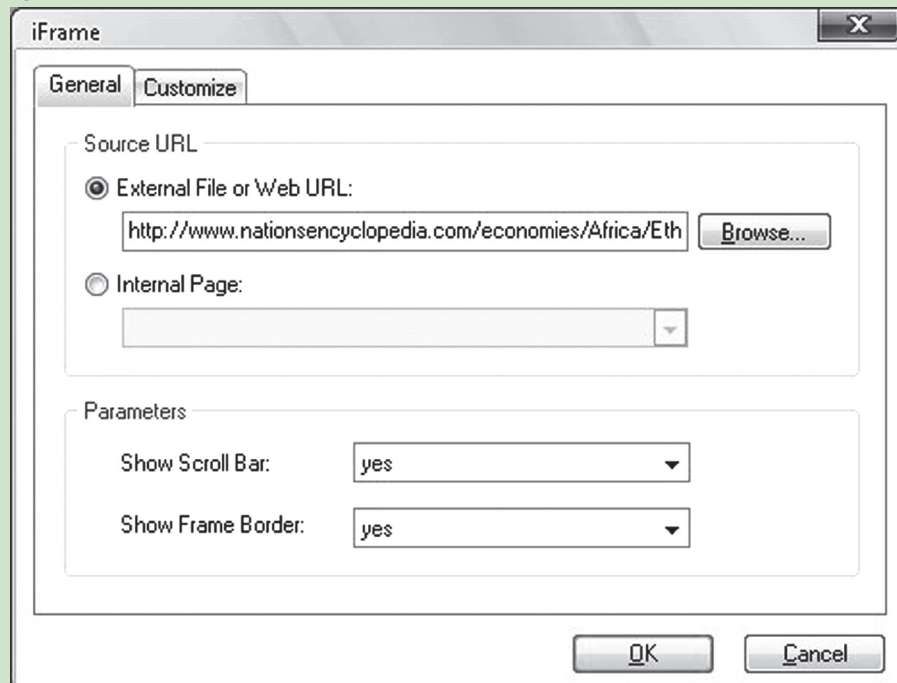 iFrame
General Customize
Source URL
External File or Web URL:
http://www.nationsencyclopedia.com/economies/Africa/Eth Browse...
Internal Page:
Parameters
Show Scroll Bar: yes
Show Frame Border: yes
OK Cancel